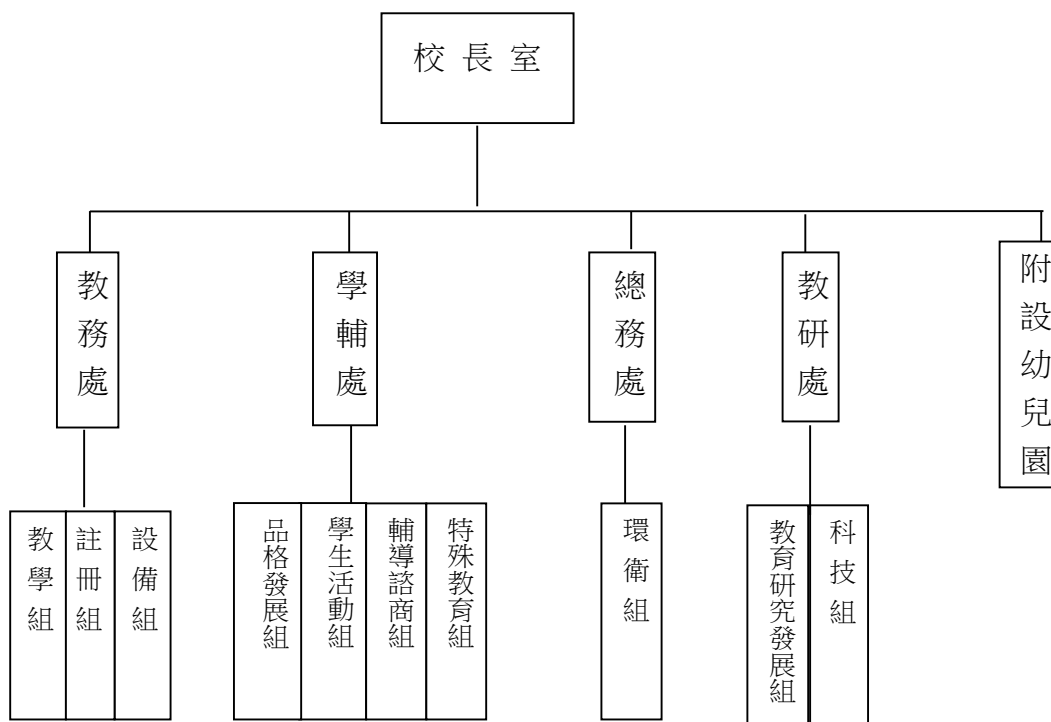 校長室
教務處
學輔處
總務處
教研處
附設幼兒園
教學組
註冊組
設備組
品格發展組
學生活動組
輔導諮商組
特殊教育組
環衛組
教育研究發展組
科技組